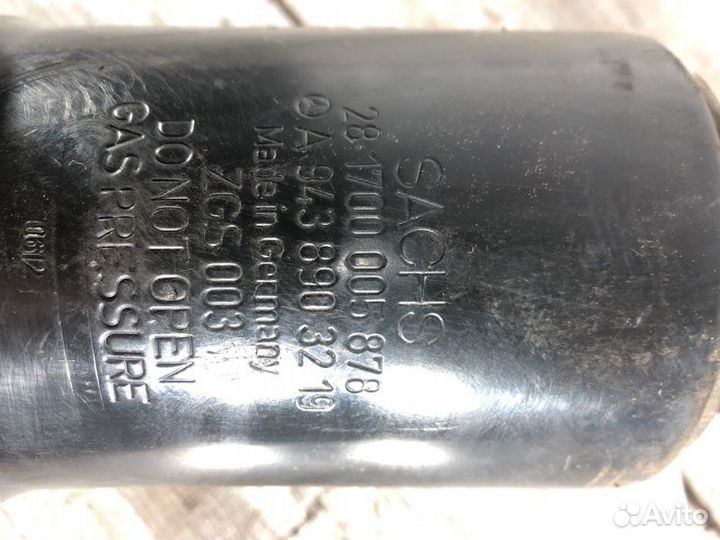 SACHS
28 1700 005 878
A 943 890 32 19
Made in Germany
ZGS 003
DO NOT OPEN
GAS PRESSURE
Avito